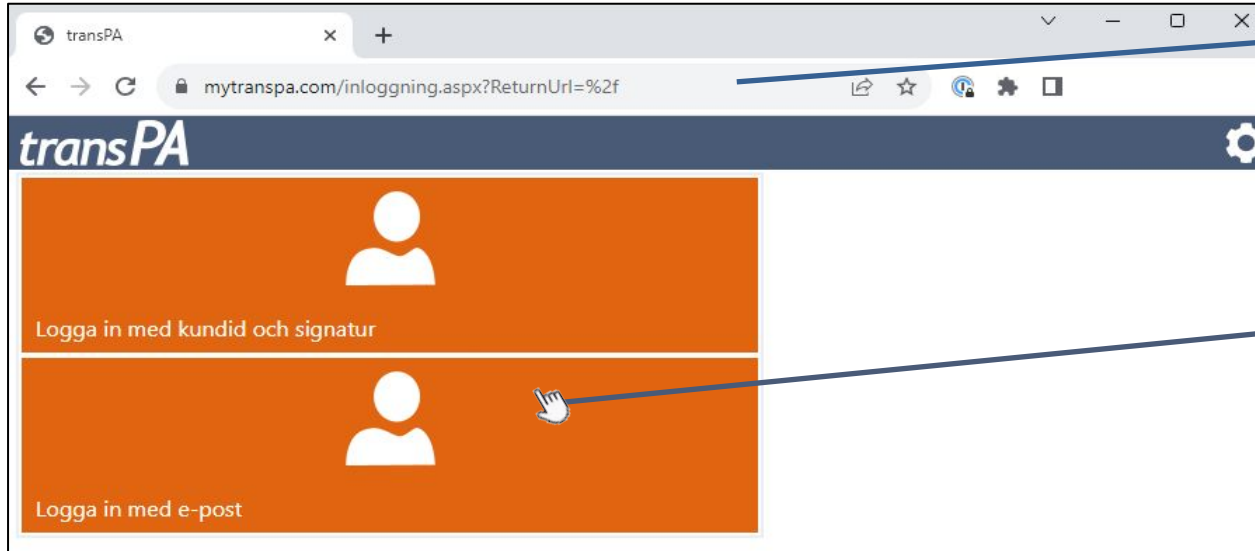 transPA
mytranspa.com/inloggning.aspx?ReturnUrl=%2f
transPA
Logga in med kundid och signatur
Logga in med e-post